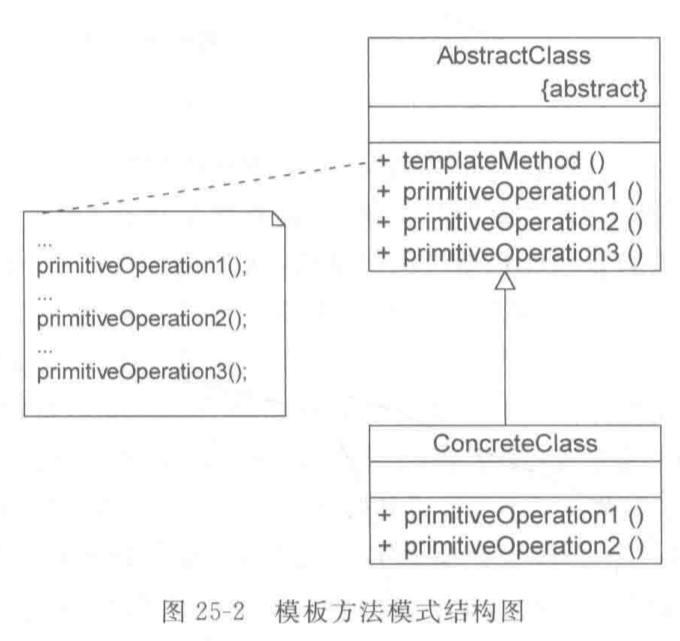 AbstractClass
{abstract}
+ templateMethod ()
+ primitiveOperation1 ()
+ primitiveOperation2 ()
+ primitiveOperation3 ()
...
primitiveOperation1();
...
primitiveOperation2();
...
primitiveOperation3();
ConcreteClass
+ primitiveOperation1 ()
+ primitiveOperation2 ()
图 25-2 模板方法模式结构图